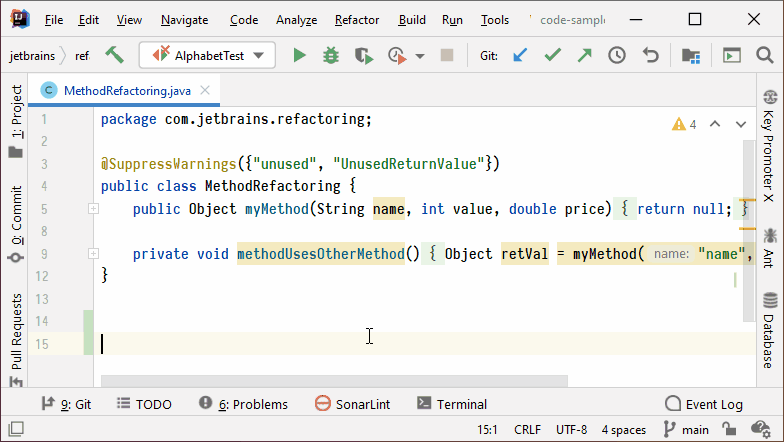 File Edit View Navigate Code Analyze Refactor Build Run Tools code-sample
jetbrains ref AlphabetTest Git:
MethodRefactoring.java
1 package com.jetbrains.refactoring; 4
2
3 @SuppressWarnings({"unused", "UnusedReturnValue"})
4 public class MethodRefactoring {
5 public Object myMethod(String name, int value, double price) { return null; }
8
9 private void methodUsesOtherMethod() { Object retVal = myMethod( name: "name",
12 }
13
14
15
1: Project
0: Commit
Pull Requests
Key Promoter X
Ant
Database
9: Git TODO 6: Problems SonarLint Terminal Event Log
15:1 CRLF UTF-8 4 spaces main